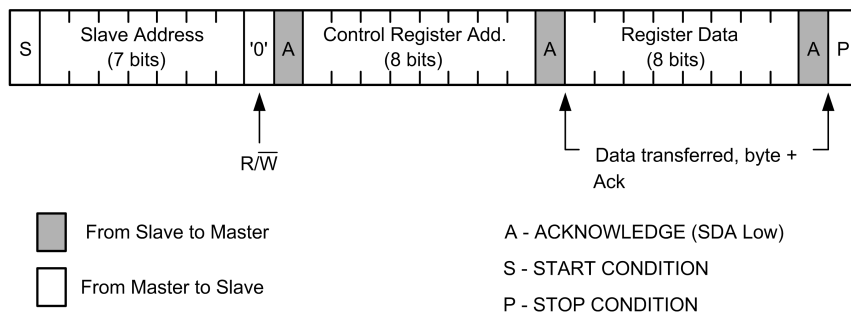 S Slave Address (7 bits) '0' A Control Register Add. (8 bits) A Register Data (8 bits) A P
R/W̅
Data transferred, byte +
Ack
From Slave to Master
From Master to Slave
A - ACKNOWLEDGE (SDA Low)
S - START CONDITION
P - STOP CONDITION